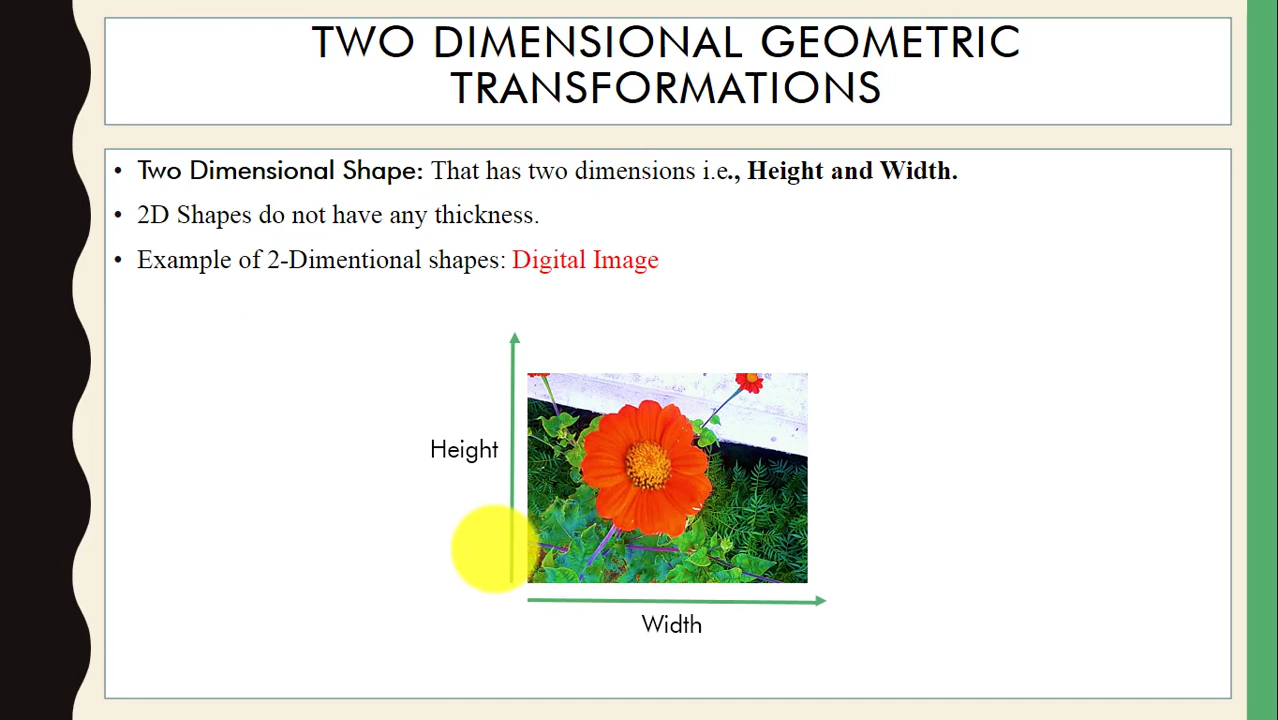 TWO DIMENSIONAL GEOMETRIC
TRANSFORMATIONS
• Two Dimensional Shape: That has two dimensions i.e., Height and Width.
• 2D Shapes do not have any thickness.
• Example of 2-Dimentional shapes: Digital Image
Height
Width